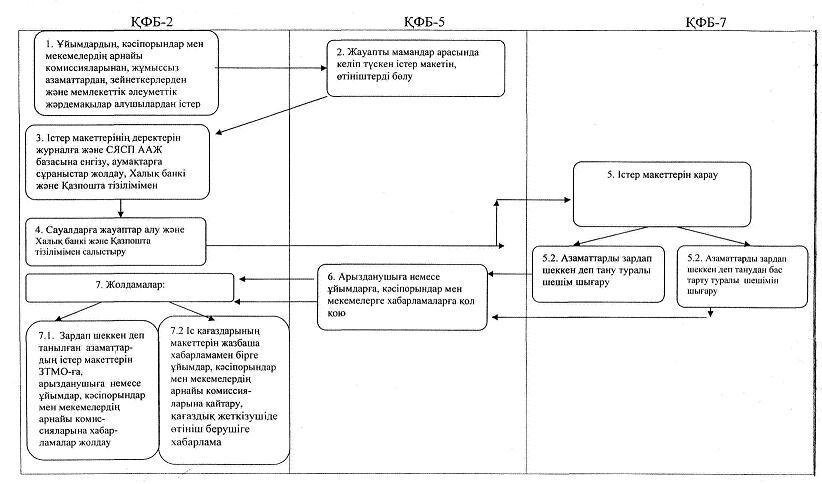 ҚФБ-2
ҚФБ-5
ҚФБ-7
1. Ұйымдардың, кәсіпорындар мен
мекемелердің арнайы
комиссияларынан, жұмыссыз
азаматтардан, зейнеткерлерден
және мемлекеттік әлеуметтік
жәрдемақылар алушылардан істер
2. Жауапты мамандар арасында
келіп түскен істер макетін,
өтініштерді бөлу
3. Істер макеттерінің деректерін
журналға және СЯСП ААЖ
базасына енгізу, аумақтарға
сұраныстар жолдау, Халық банкі
және Қазпошта тізілімімен
4. Сауалдарға жауаптар алу және
Халық банкі және Қазпошта
тізілімімен салыстыру
5. Істер макеттерін қарау
5.2. Азаматтарды зардап
шеккен деп тану туралы
шешім шығару
5.2. Азаматтарды зардап
шеккен деп танудан бас
тарту туралы шешімін
шығару
6. Арызданушыға немесе
ұйымдарға, кәсіпорындар мен
мекемелерге хабарламаларға қол
қою
7. Жолдамалар:
7.1. Зардап шеккен деп
танылған азаматтар-
дың істер макеттерін
ЗТМО-ға,
арызданушыға немесе
ұйымдар, кәсіпорындар
мен мекемелердің
арнайы комис-
сияларына хабар-
ламалар жолдау
7.2 Іс қағаздарының
макеттерін жазбаша
хабарламамен бірге
ұйымдар, кәсіпорындар
мен мекемелердің
арнайы комиссия-
ларына қайтару,
қағаздық жеткізушіде
өтініш берушіге
хабарлама